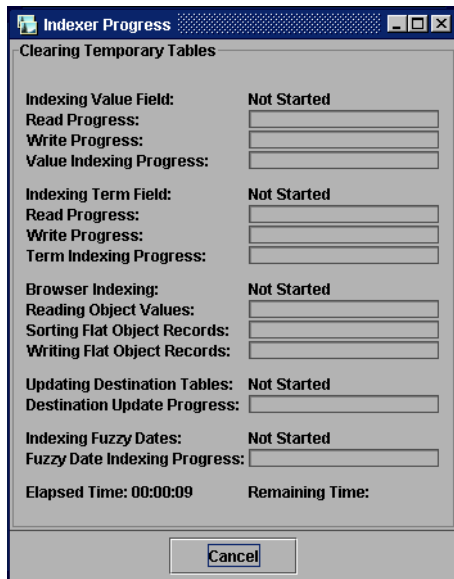 Indexer Progress
Clearing Temporary Tables
Indexing Value Field: Not Started
Read Progress:
Write Progress:
Value Indexing Progress:
Indexing Term Field: Not Started
Read Progress:
Write Progress:
Term Indexing Progress:
Browser Indexing: Not Started
Reading Object Values:
Sorting Flat Object Records:
Writing Flat Object Records:
Updating Destination Tables: Not Started
Destination Update Progress:
Indexing Fuzzy Dates: Not Started
Fuzzy Date Indexing Progress:
Elapsed Time: 00:00:09 Remaining Time:
Cancel